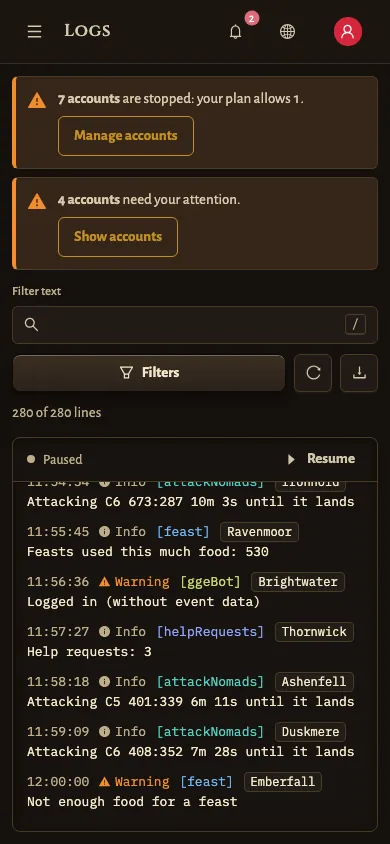 LOGS
2
7 accounts are stopped: your plan allows 1.
Manage accounts
4 accounts need your attention.
Show accounts
Filter text
/
Filters
280 of 280 lines
Paused
Resume
Info [attackNomads]
Attacking C6 673:287 10m 3s until it lands
11:55:45 Info [feast] Ravenmoor
Feasts used this much food: 530
11:56:36 Warning [ggeBot] Brightwater
Logged in (without event data)
11:57:27 Info [helpRequests] Thornwick
Help requests: 3
11:58:18 Info [attackNomads] Ashenfell
Attacking C5 401:339 6m 11s until it lands
11:59:09 Info [attackNomads] Duskmere
Attacking C6 408:352 7m 28s until it lands
12:00:00 Warning [feast] Emberfall
Not enough food for a feast